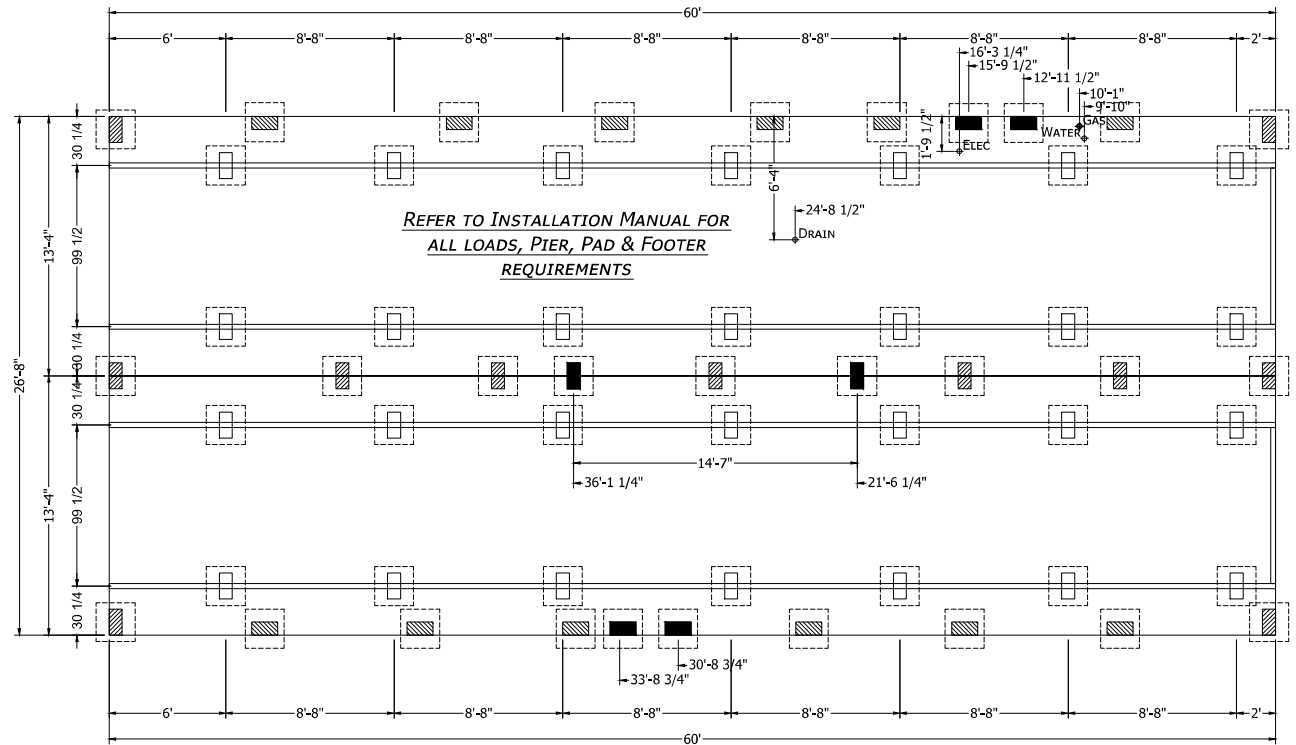 60'
6' 8'-8" 8'-8" 8'-8" 8'-8" 8'-8" 8'-8" 2'
16'-3 1/4"
15'-9 1/2"
12'-11 1/2"
10'-1"
9'-10"
GAS
WATER
ELEC
1'-9 1/2"
6'-4"
24'-8 1/2"
DRAIN
REFER TO INSTALLATION MANUAL FOR
ALL LOADS, PIER, PAD & FOOTER
REQUIREMENTS
30 1/4
99 1/2
30 1/4
30 1/4
99 1/2
30 1/4
13'-4"
13'-4"
26'-8"
14'-7"
36'-1 1/4" 21'-6 1/4"
30'-8 3/4"
33'-8 3/4"
6' 8'-8" 8'-8" 8'-8" 8'-8" 8'-8" 8'-8" 2'
60'